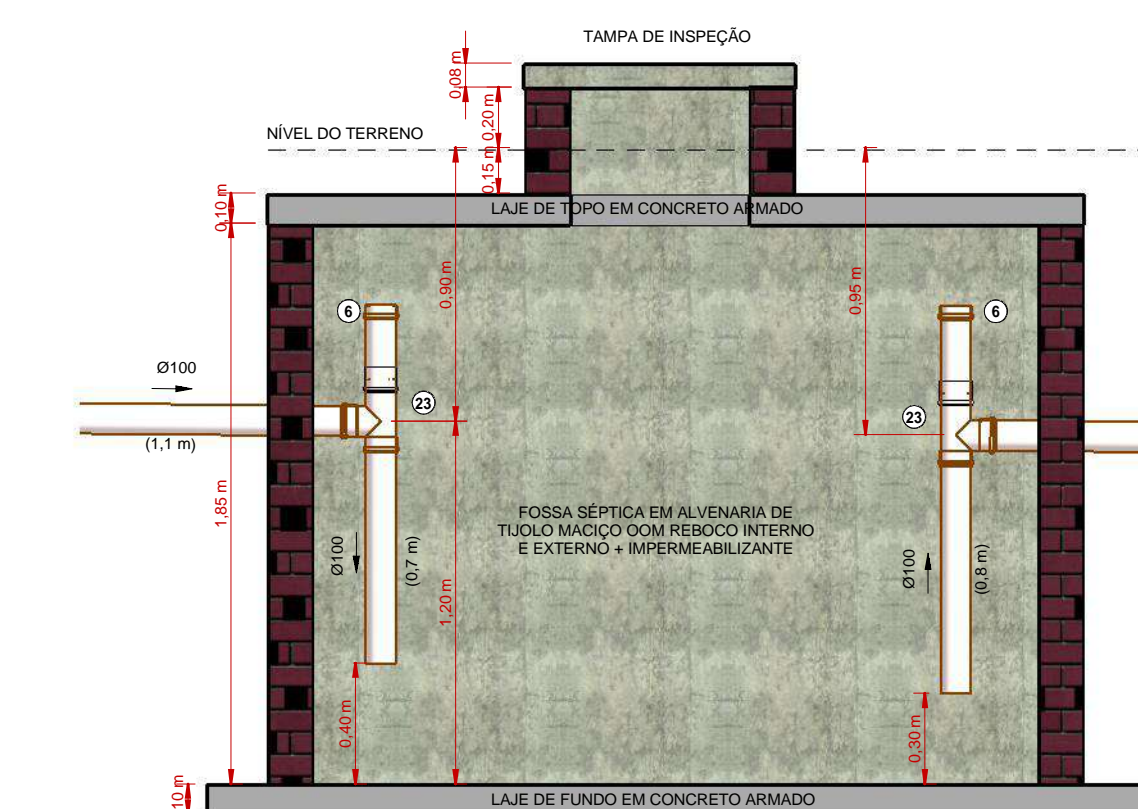 TAMPA DE INSPEÇÃO
0,08 m
0,20 m
NÍVEL DO TERRENO
0,15 m
0,10 m
LAJE DE TOPO EM CONCRETO ARMADO
0,90 m
0,95 m
6
6
Ø100
23
23
(1,1 m)
1,85 m
FOSSA SÉPTICA EM ALVENARIA DE
TIJOLO MACIÇO OOM REBOCO INTERNO
E EXTERNO + IMPERMEABILIZANTE
Ø100
(0,7 m)
Ø100
(0,8 m)
1,20 m
0,40 m
0,30 m
10 m
LAJE DE FUNDO EM CONCRETO ARMADO